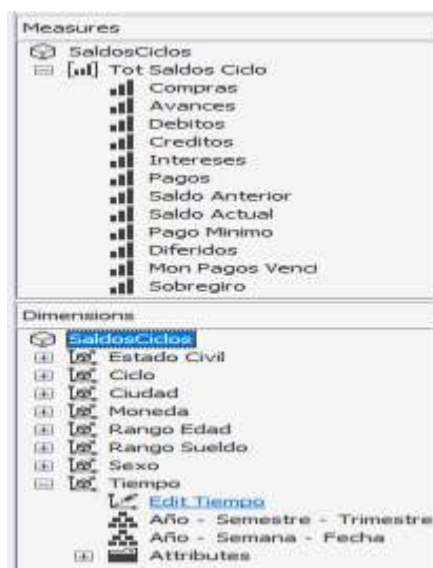 Measures
SaldosCiclos
Tot Saldos Ciclo
Compras
Avances
Debitos
Creditos
Intereses
Pagos
Saldo Anterior
Saldo Actual
Pago Minimo
Diferidos
Mon Pagos Venci
Sobregiro
Dimensions
SaldosCiclos
Estado Civil
Ciclo
Ciudad
Moneda
Rango Edad
Rango Sueldo
Sexo
Tiempo
Edit Tiempo
Año - Semestre - Trimestre
Año - Semana - Fecha
Attributes